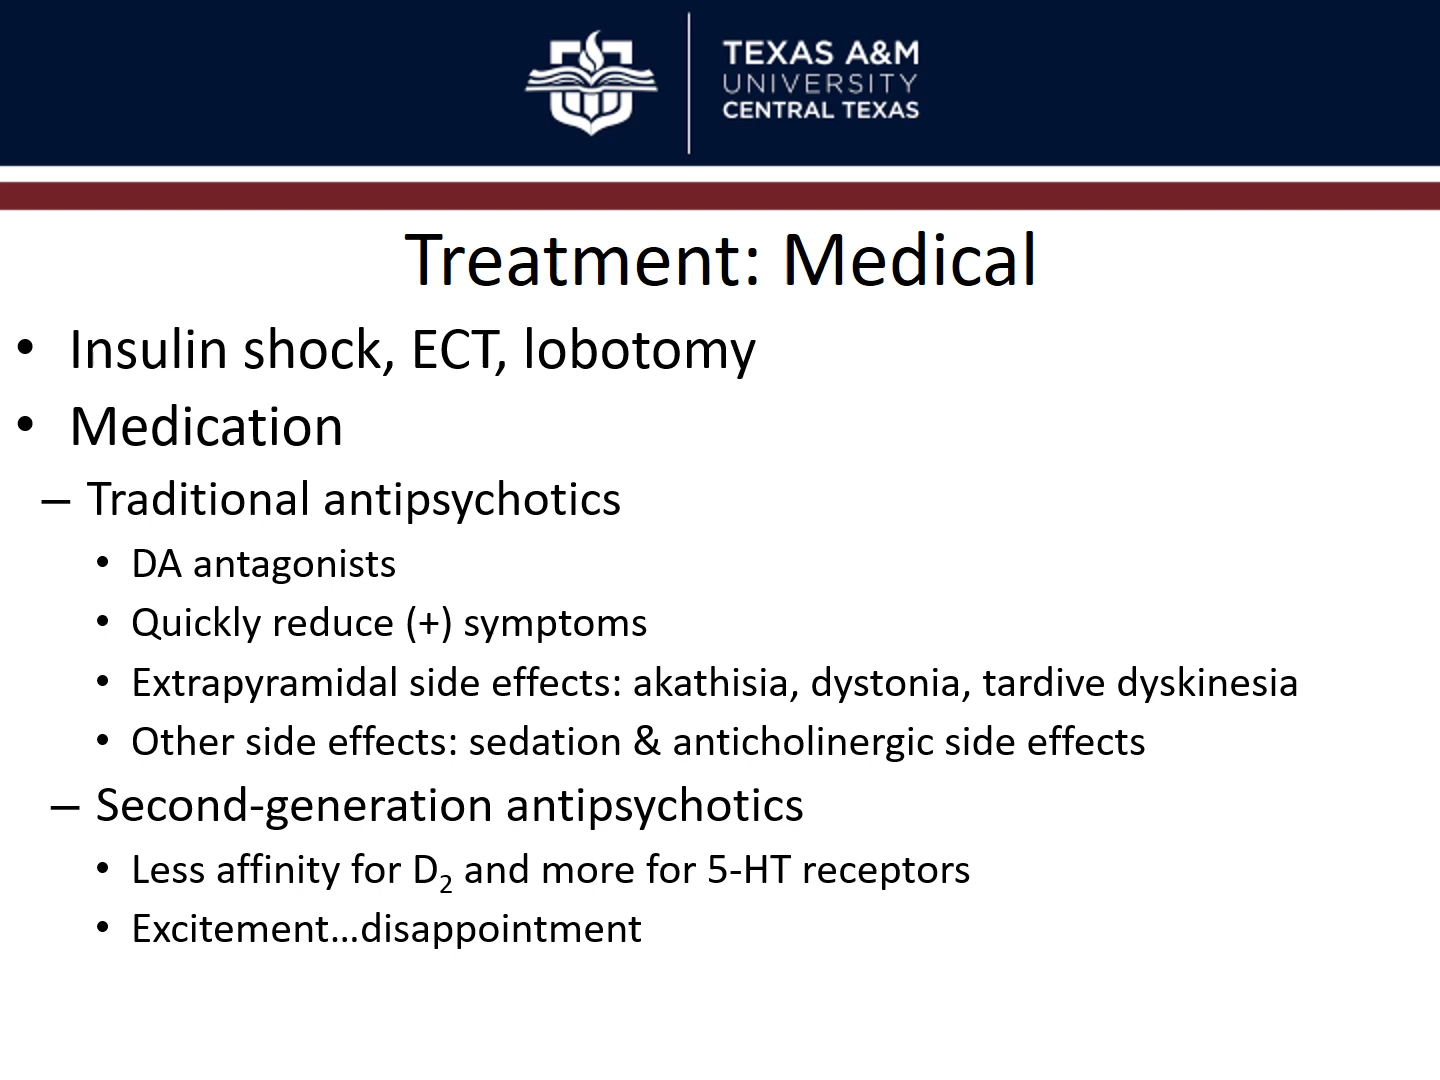 TEXAS A&M
UNIVERSITY
CENTRAL TEXAS
Treatment: Medical
• Insulin shock, ECT, lobotomy
• Medication
– Traditional antipsychotics
• DA antagonists
• Quickly reduce (+) symptoms
• Extrapyramidal side effects: akathisia, dystonia, tardive dyskinesia
• Other side effects: sedation & anticholinergic side effects
– Second-generation antipsychotics
• Less affinity for D₂ and more for 5-HT receptors
• Excitement…disappointment